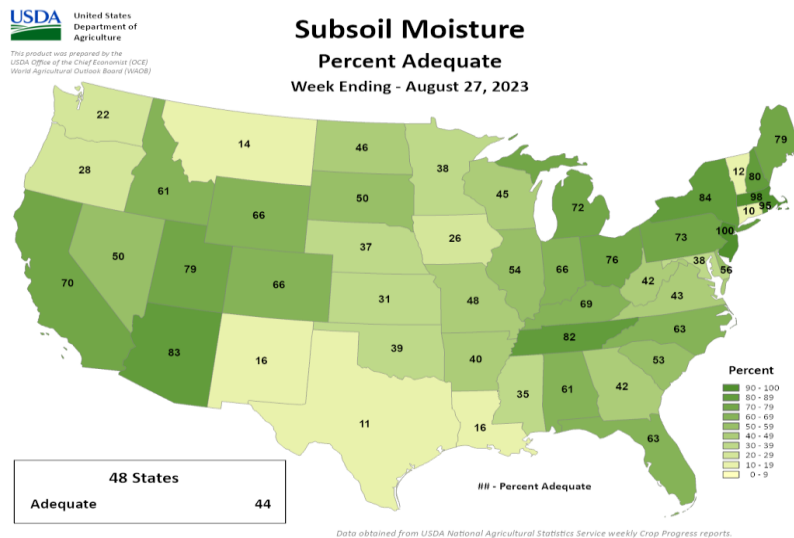 USDA
United States
Department of
Agriculture
This product was prepared by the
USDA Office of the Chief Economist (OCE)
World Agricultural Outlook Board (WAOB)
Subsoil Moisture
Percent Adequate
Week Ending - August 27, 2023
22
14
46
38
79
28
61
50
45
72
12
80
84
98
95
10
66
100
50
79
37
26
73
38
56
70
66
54
66
76
42
43
31
48
69
63
83
16
39
40
82
53
35
61
42
11
16
63
Percent
90 - 100
80 - 89
70 - 79
60 - 69
50 - 59
40 - 49
30 - 39
20 - 29
10 - 19
0 - 9
48 States
Adequate 44
## - Percent Adequate
Data obtained from USDA National Agricultural Statistics Service weekly Crop Progress reports.